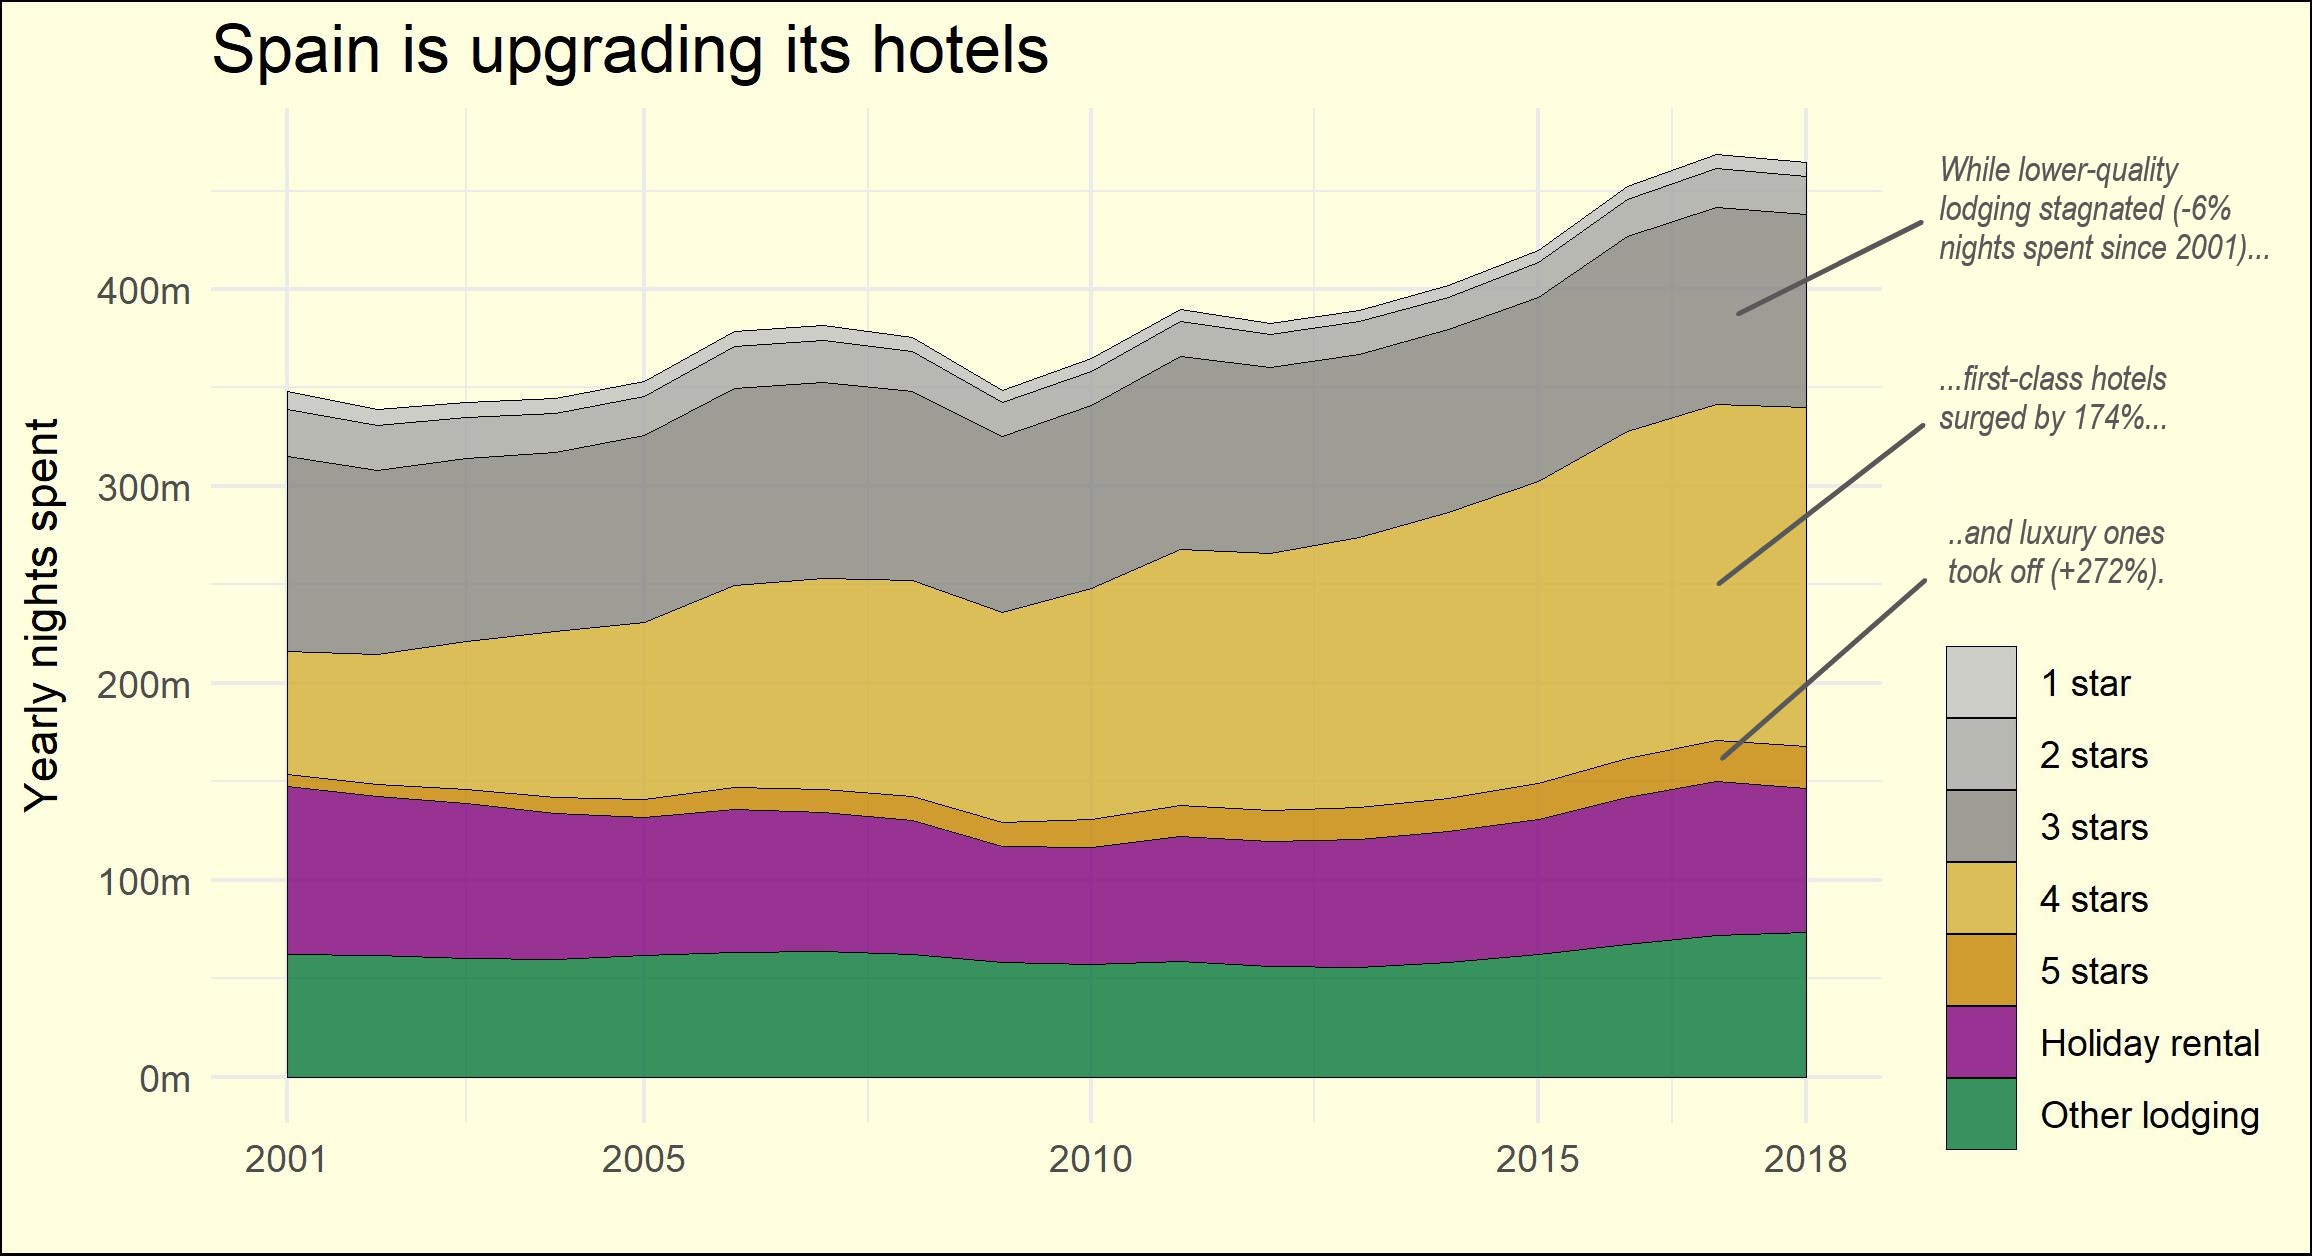 Spain is upgrading its hotels
Yearly nights spent
400m
300m
200m
100m
0m
2001
2005
2010
2015
2018
While lower-quality
lodging stagnated (-6%
nights spent since 2001)...
...first-class hotels
surged by 174%...
..and luxury ones
took off (+272%).
1 star
2 stars
3 stars
4 stars
5 stars
Holiday rental
Other lodging